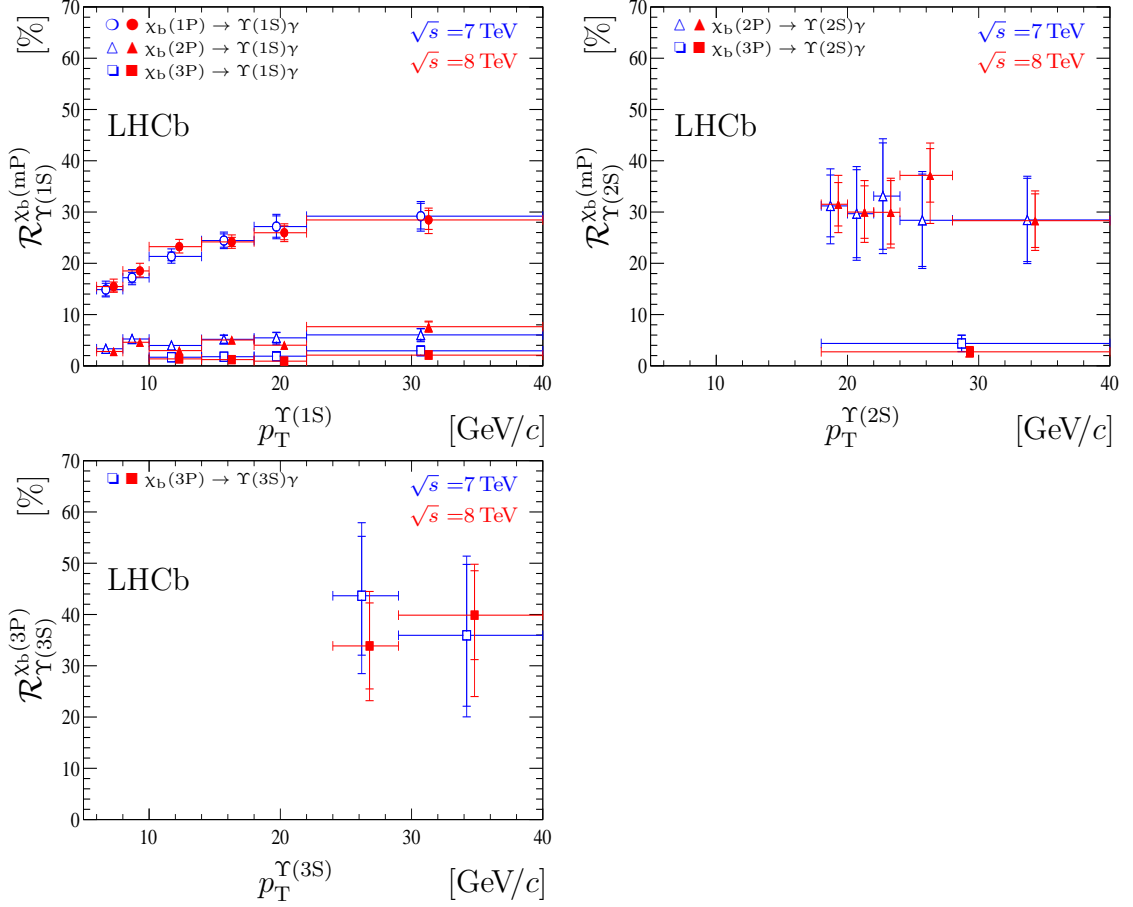 χb(1P) → Υ(1S)γ
χb(2P) → Υ(1S)γ
χb(3P) → Υ(1S)γ
√s =7 TeV
√s =8 TeV
LHCb
R^χb(mP)_Υ(1S) [%]
70
60
50
40
30
20
10
0
10 20 30 40
p_T^Υ(1S) [GeV/c]
χb(2P) → Υ(2S)γ
χb(3P) → Υ(2S)γ
√s =7 TeV
√s =8 TeV
LHCb
R^χb(mP)_Υ(2S) [%]
70
60
50
40
30
20
10
0
10 20 30 40
p_T^Υ(2S) [GeV/c]
χb(3P) → Υ(3S)γ
√s =7 TeV
√s =8 TeV
LHCb
R^χb(3P)_Υ(3S) [%]
70
60
50
40
30
20
10
0
10 20 30 40
p_T^Υ(3S) [GeV/c]